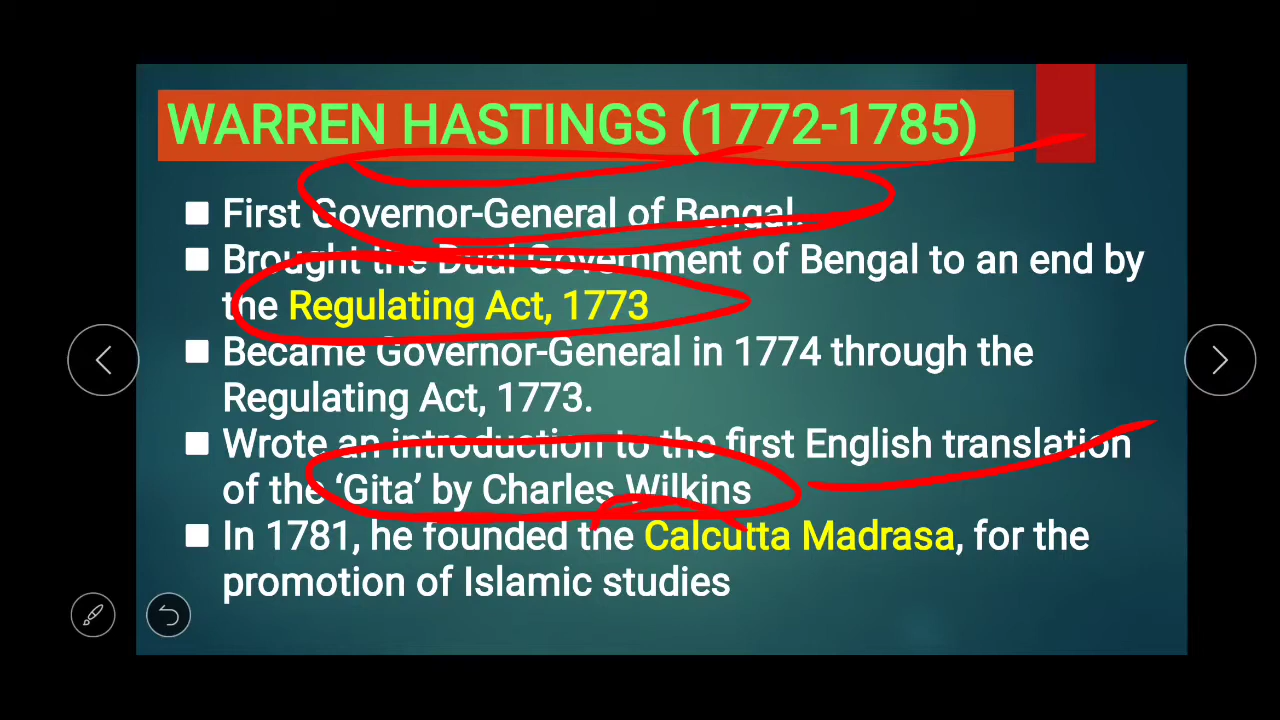 WARREN HASTINGS (1772-1785)
First Governor-General of Bengal.
Brought the Dual Government of Bengal to an end by
the Regulating Act, 1773
Became Governor-General in 1774 through the
Regulating Act, 1773.
Wrote an introduction to the first English translation
of the ‘Gita’ by Charles Wilkins
In 1781, he founded the Calcutta Madrasa, for the
promotion of Islamic studies